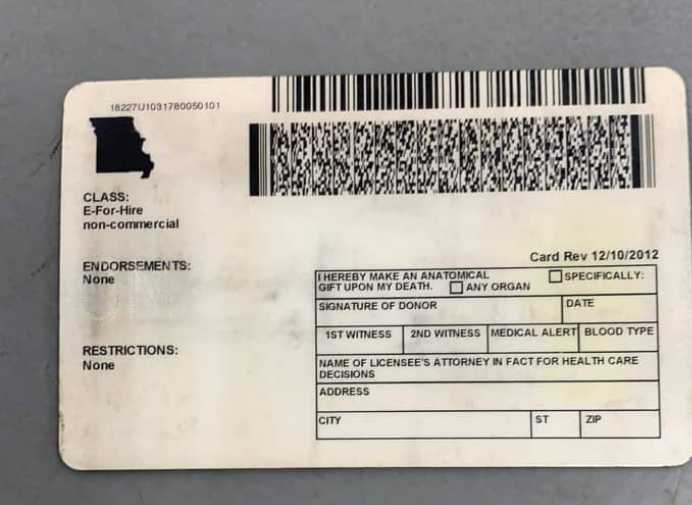 18227U1031780050101
CLASS:
E-For-Hire
non-commercial
ENDORSEMENTS:
None
RESTRICTIONS:
None
Card Rev 12/10/2012
I HEREBY MAKE AN ANATOMICAL
GIFT UPON MY DEATH. ANY ORGAN
SPECIFICALLY:
SIGNATURE OF DONOR
DATE
1ST WITNESS
2ND WITNESS
MEDICAL ALERT
BLOOD TYPE
NAME OF LICENSEE'S ATTORNEY IN FACT FOR HEALTH CARE
DECISIONS
ADDRESS
CITY
ST
ZIP